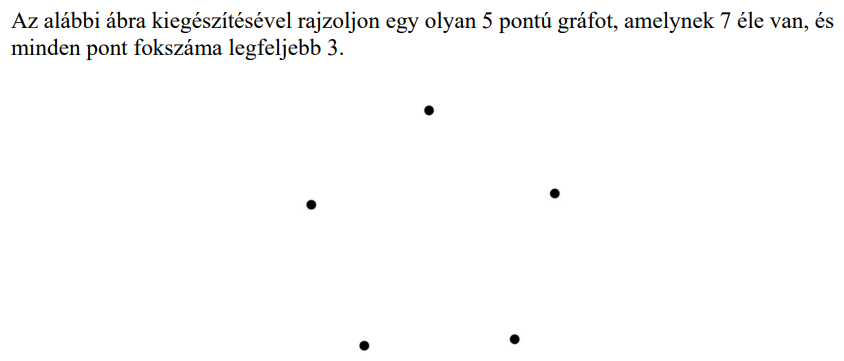 Az alábbi ábra kiegészítésével rajzoljon egy olyan 5 pontú gráfot, amelynek 7 éle van, és
minden pont fokszáma legfeljebb 3.